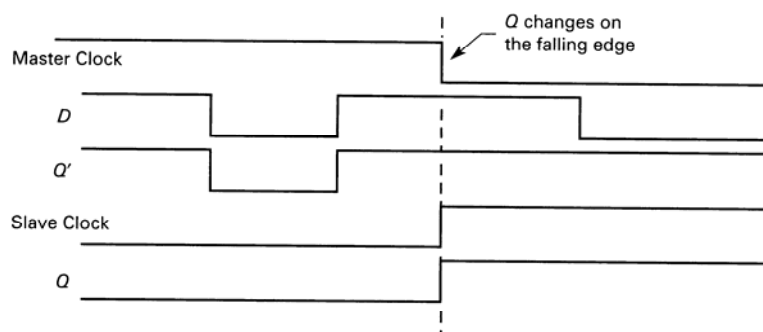 Q changes on
the falling edge
Master Clock
D
Q'
Slave Clock
Q